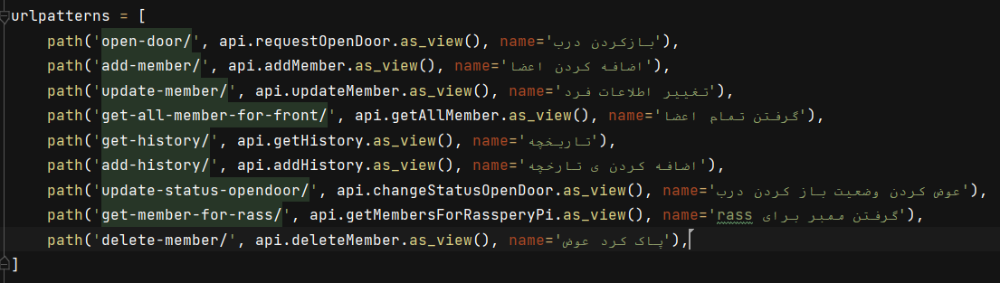 urlpatterns = [
    path('open-door/', api.requestOpenDoor.as_view(), name='بازکردن درب'),
    path('add-member/', api.addMember.as_view(), name='اضافه کردن اعضا'),
    path('update-member/', api.updateMember.as_view(), name='تغییر اطلاعات فرد'),
    path('get-all-member-for-front/', api.getAllMember.as_view(), name='گرفتن تمام اعضا'),
    path('get-history/', api.getHistory.as_view(), name='تاریخچه'),
    path('add-history/', api.addHistory.as_view(), name='اضافه کردن ی تارخچه'),
    path('update-status-opendoor/', api.changeStatusOpenDoor.as_view(), name='عوض کردن وضعیت باز کردن درب'),
    path('get-member-for-rass/', api.getMembersForRassperyPi.as_view(), name='گرفتن ممبر برای rass'),
    path('delete-member/', api.deleteMember.as_view(), name='پاک کرد عوض'),
]